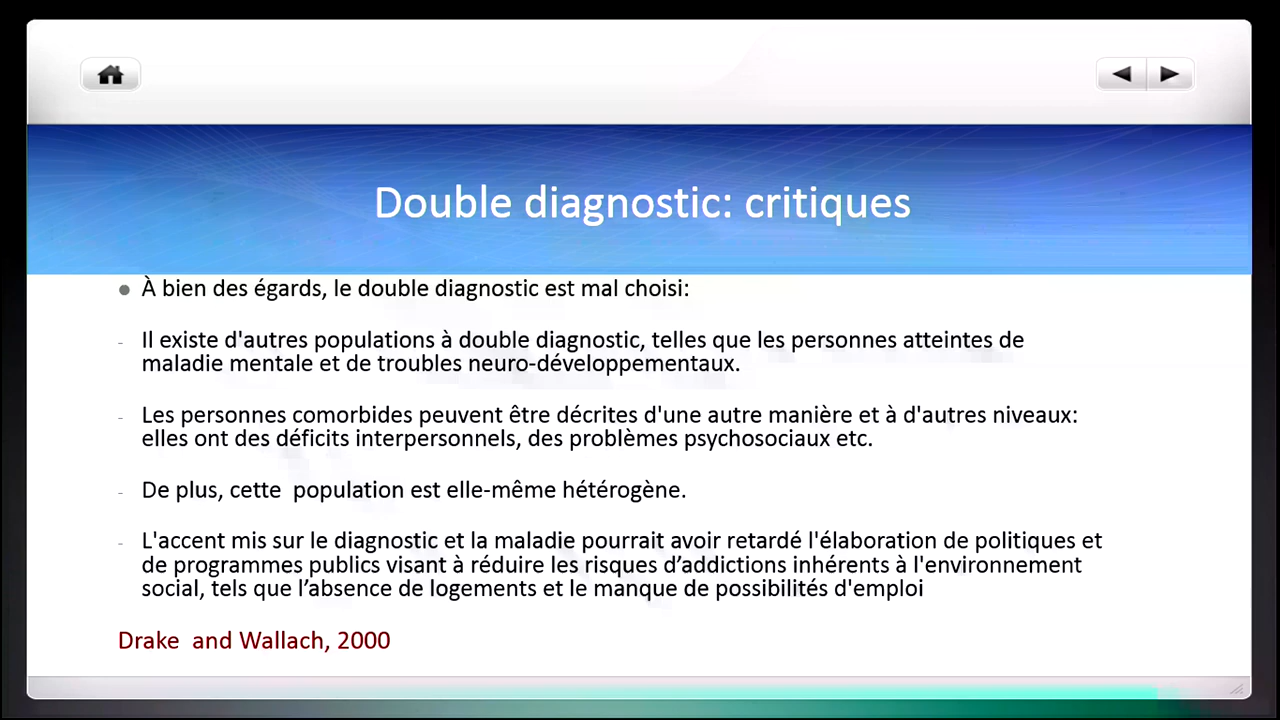 Double diagnostic: critiques
À bien des égards, le double diagnostic est mal choisi:
- Il existe d'autres populations à double diagnostic, telles que les personnes atteintes de
maladie mentale et de troubles neuro-développementaux.
- Les personnes comorbides peuvent être décrites d'une autre manière et à d'autres niveaux:
elles ont des déficits interpersonnels, des problèmes psychosociaux etc.
- De plus, cette  population est elle-même hétérogène.
- L'accent mis sur le diagnostic et la maladie pourrait avoir retardé l'élaboration de politiques et
de programmes publics visant à réduire les risques d’addictions inhérents à l'environnement
social, tels que l’absence de logements et le manque de possibilités d'emploi
Drake  and Wallach, 2000